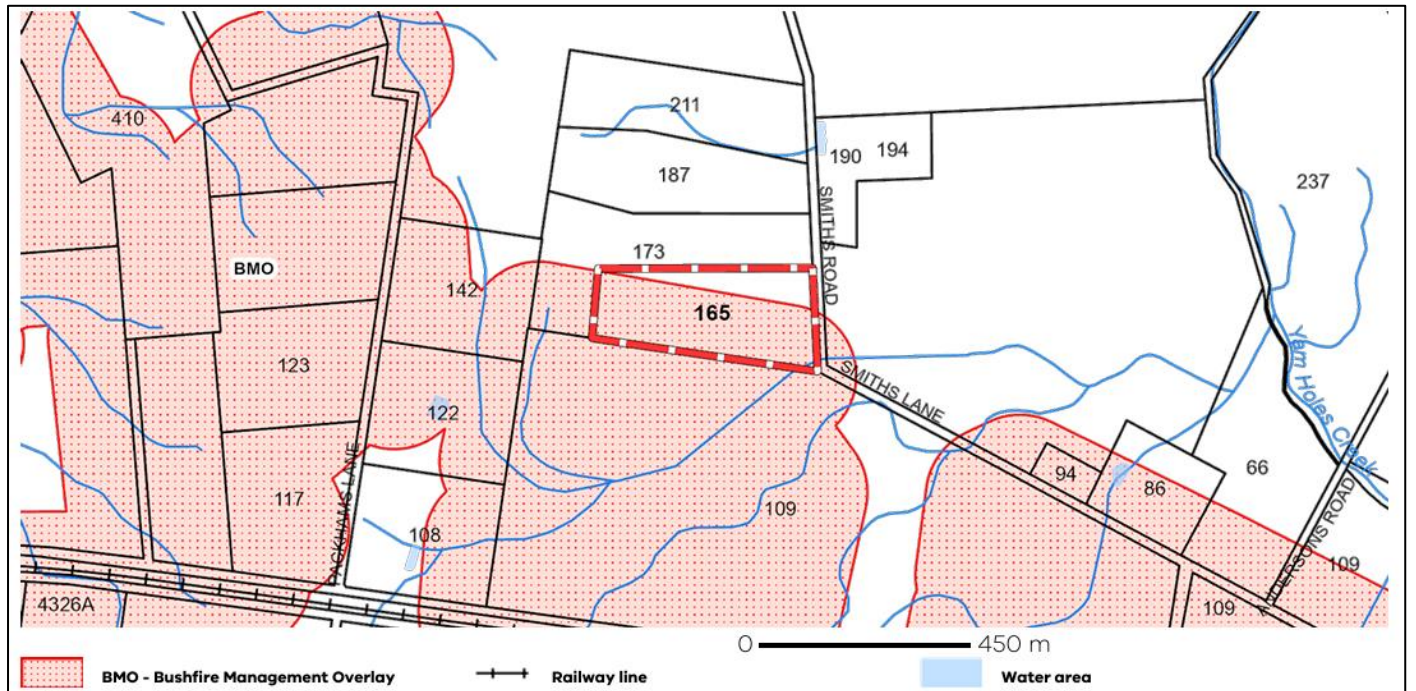 410
211
190
194
187
237
SMITHS ROAD
173
BMO
142
165
123
SMITHS LANE
Yam Holes Creek
122
94
86
66
117
109
PACKHAMS LANE
108
ANDERSONS ROAD
109
4326A
109
0 450 m
BMO - Bushfire Management Overlay
Railway line
Water area